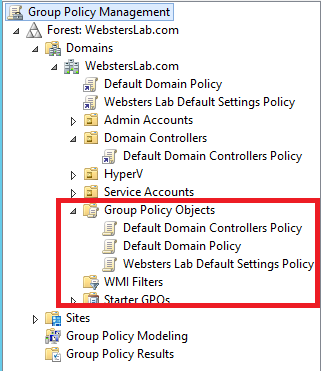 Group Policy Management
Forest: WebstersLab.com
Domains
WebstersLab.com
Default Domain Policy
Websters Lab Default Settings Policy
Admin Accounts
Domain Controllers
Default Domain Controllers Policy
HyperV
Service Accounts
Group Policy Objects
Default Domain Controllers Policy
Default Domain Policy
Websters Lab Default Settings Policy
WMI Filters
Starter GPOs
Sites
Group Policy Modeling
Group Policy Results